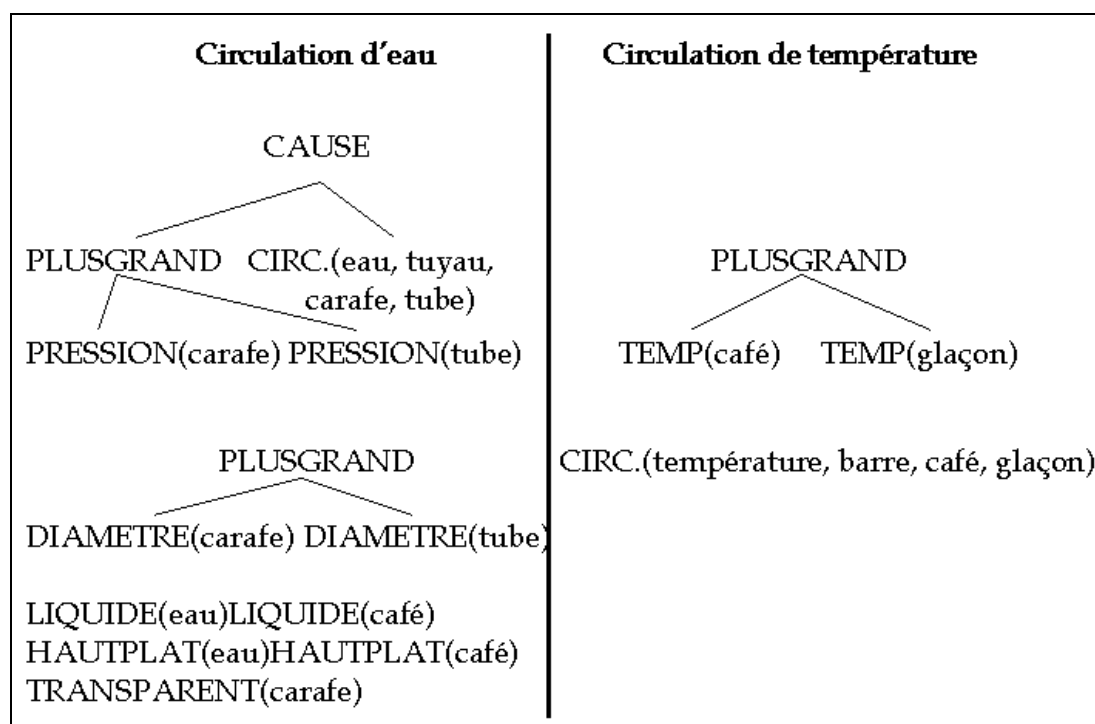 Circulation d'eau
CAUSE
PLUSGRAND CIRC.(eau, tuyau,
carafe, tube)
PRESSION(carafe) PRESSION(tube)
PLUSGRAND
DIAMETRE(carafe) DIAMETRE(tube)
LIQUIDE(eau)LIQUIDE(café)
HAUTPLAT(eau)HAUTPLAT(café)
TRANSPARENT(carafe)
Circulation de température
PLUSGRAND
TEMP(café) TEMP(glaçon)
CIRC.(température, barre, café, glaçon)